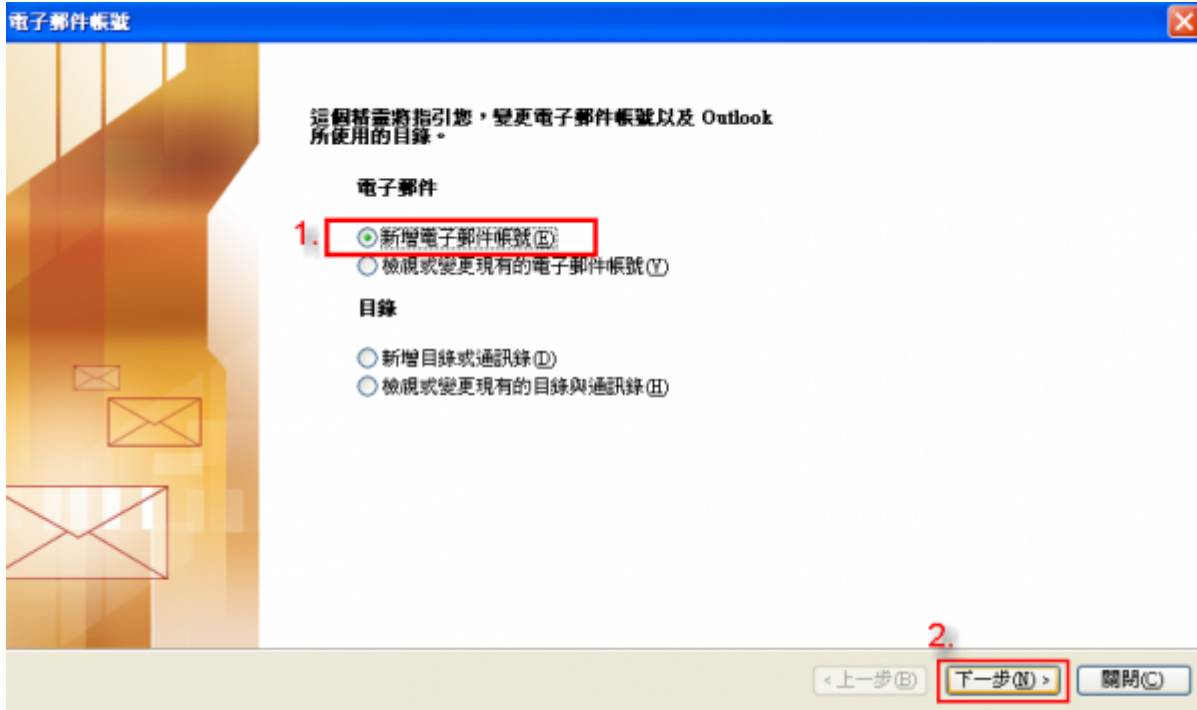 電子郵件帳號
這個精靈將指引您，變更電子郵件帳號以及 Outlook
所使用的目錄。
電子郵件
1.
新增電子郵件帳號(E)
檢視或變更現有的電子郵件帳號(Y)
目錄
新增目錄或通訊錄(D)
檢視或變更現有的目錄與通訊錄(H)
2.
<上一步(B) 下一步(N)> 關閉(C)